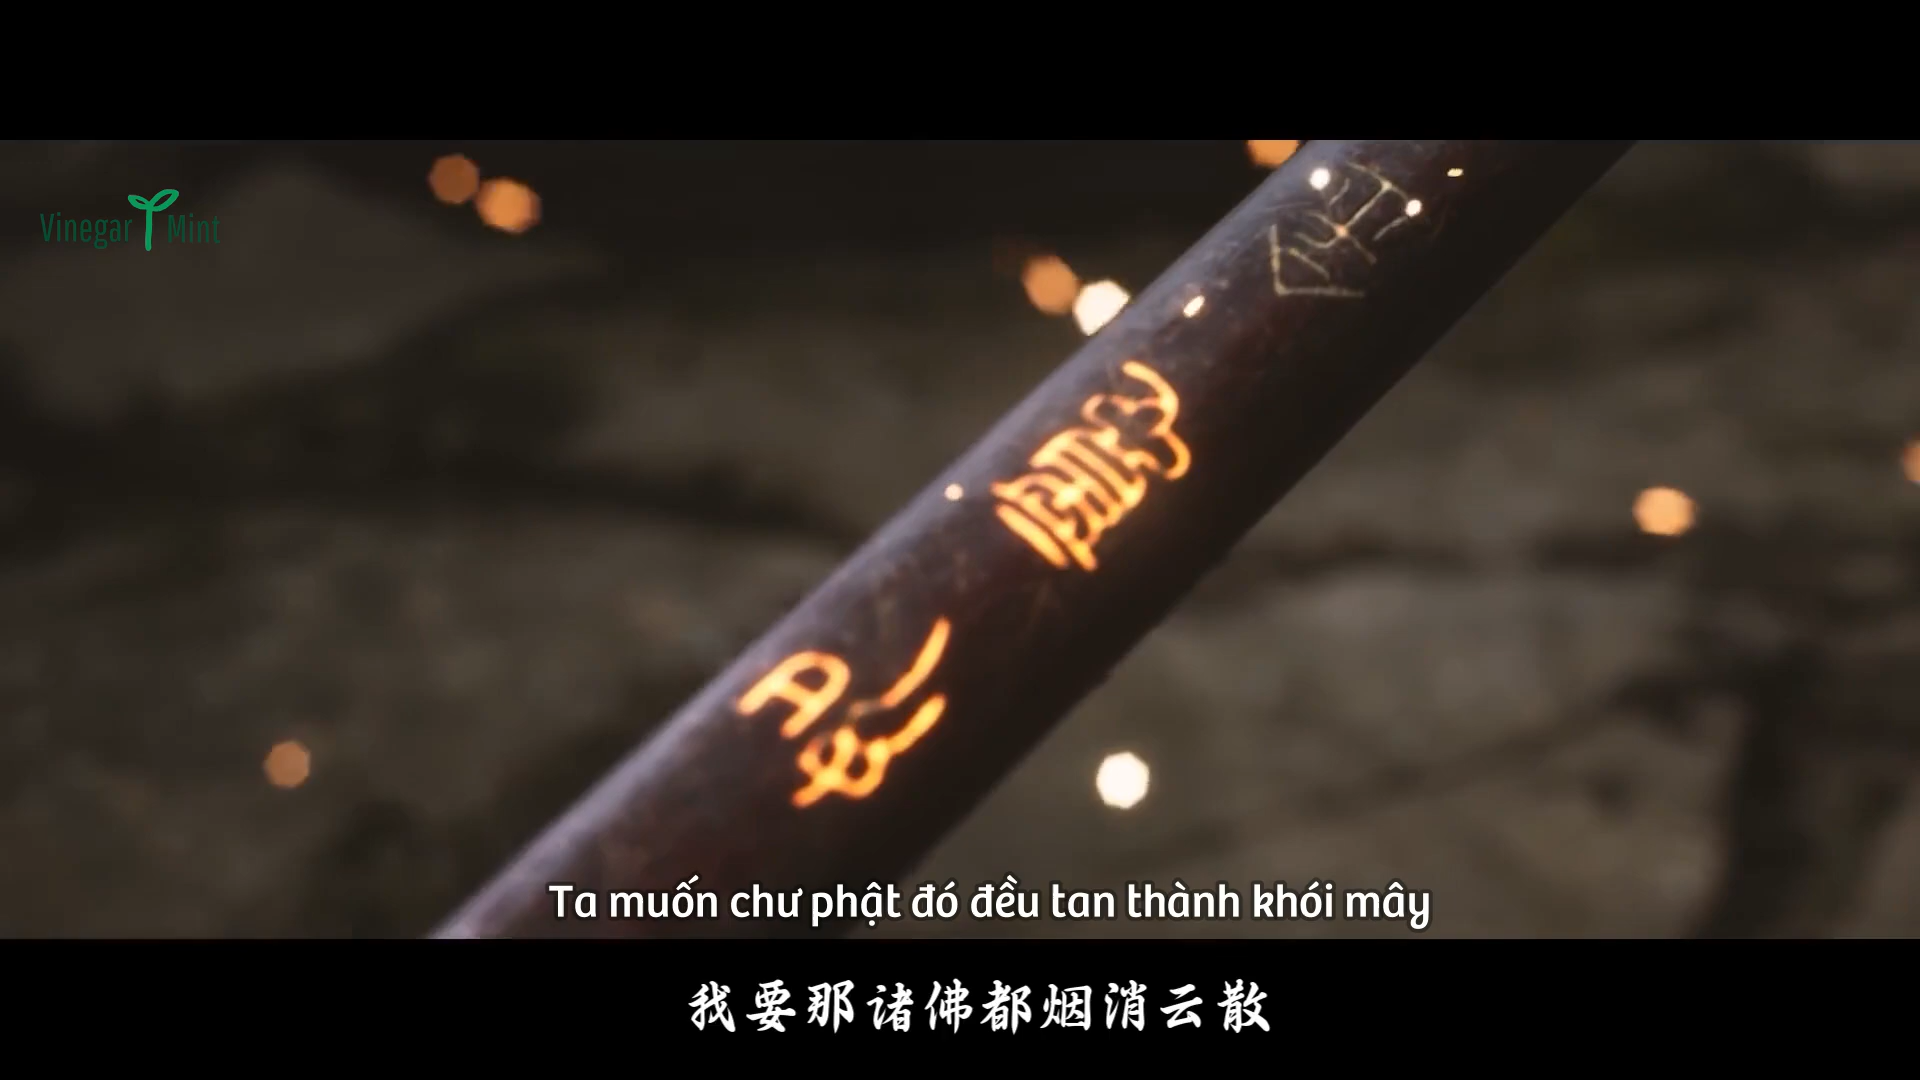 Vinegar Mint
Ta muốn chư phật đó đều tan thành khói mây
我要那诸佛都烟消云散